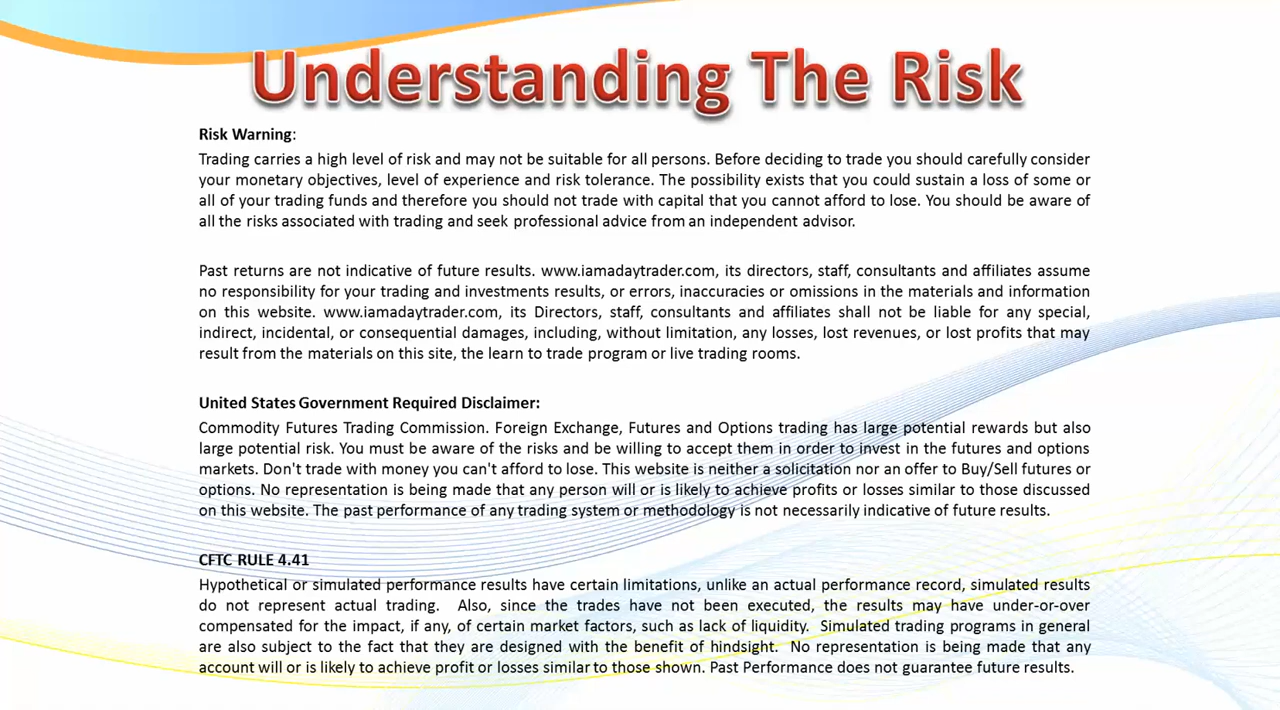 Understanding The Risk
Risk Warning:
Trading carries a high level of risk and may not be suitable for all persons. Before deciding to trade you should carefully consider
your monetary objectives, level of experience and risk tolerance. The possibility exists that you could sustain a loss of some or
all of your trading funds and therefore you should not trade with capital that you cannot afford to lose. You should be aware of
all the risks associated with trading and seek professional advice from an independent advisor.
Past returns are not indicative of future results. www.iamadaytrader.com, its directors, staff, consultants and affiliates assume
no responsibility for your trading and investments results, or errors, inaccuracies or omissions in the materials and information
on this website. www.iamadaytrader.com, its Directors, staff, consultants and affiliates shall not be liable for any special,
indirect, incidental, or consequential damages, including, without limitation, any losses, lost revenues, or lost profits that may
result from the materials on this site, the learn to trade program or live trading rooms.
United States Government Required Disclaimer:
Commodity Futures Trading Commission. Foreign Exchange, Futures and Options trading has large potential rewards but also
large potential risk. You must be aware of the risks and be willing to accept them in order to invest in the futures and options
markets. Don't trade with money you can't afford to lose. This website is neither a solicitation nor an offer to Buy/Sell futures or
options. No representation is being made that any person will or is likely to achieve profits or losses similar to those discussed
on this website. The past performance of any trading system or methodology is not necessarily indicative of future results.
CFTC RULE 4.41
Hypothetical or simulated performance results have certain limitations, unlike an actual performance record, simulated results
do not represent actual trading. Also, since the trades have not been executed, the results may have under-or-over
compensated for the impact, if any, of certain market factors, such as lack of liquidity. Simulated trading programs in general
are also subject to the fact that they are designed with the benefit of hindsight. No representation is being made that any
account will or is likely to achieve profit or losses similar to those shown. Past Performance does not guarantee future results.